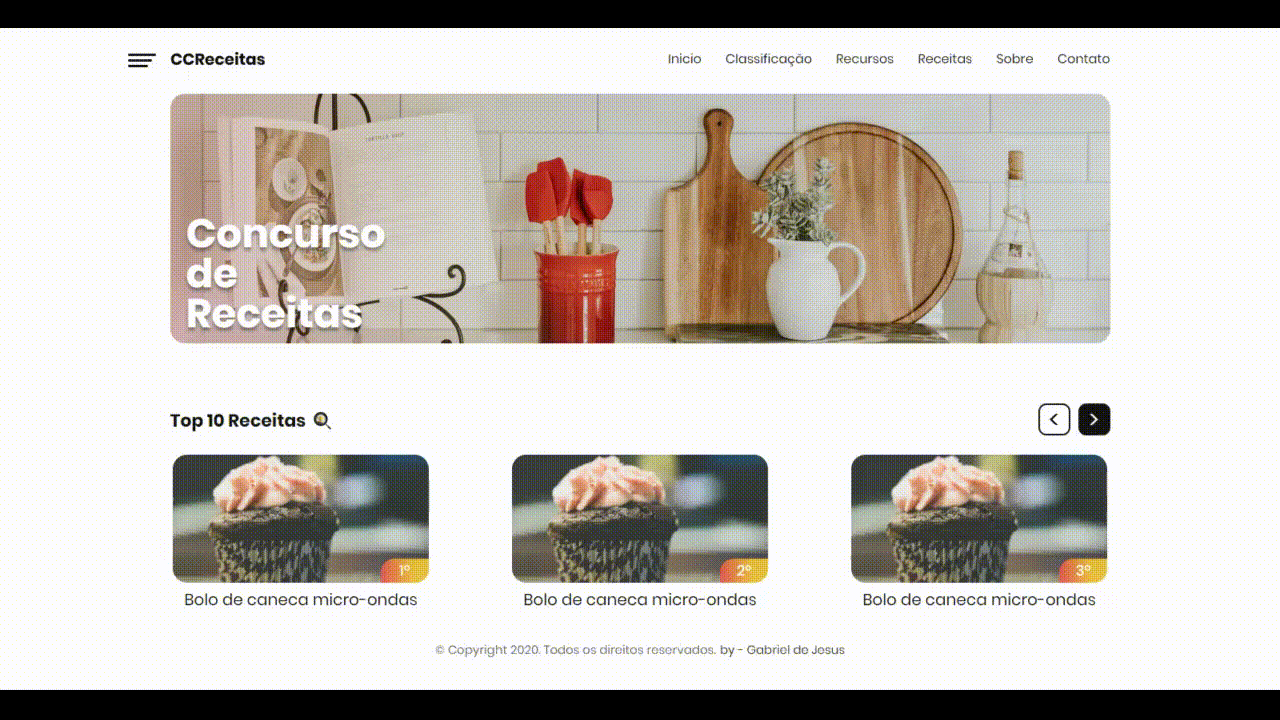 CCReceitas
Inicio Classificação Recursos Receitas Sobre Contato
Concurso
de
Receitas
Top 10 Receitas
1º
2º
3º
Bolo de caneca micro-ondas
Bolo de caneca micro-ondas
Bolo de caneca micro-ondas
© Copyright 2020. Todos os direitos reservados. by - Gabriel de Jesus